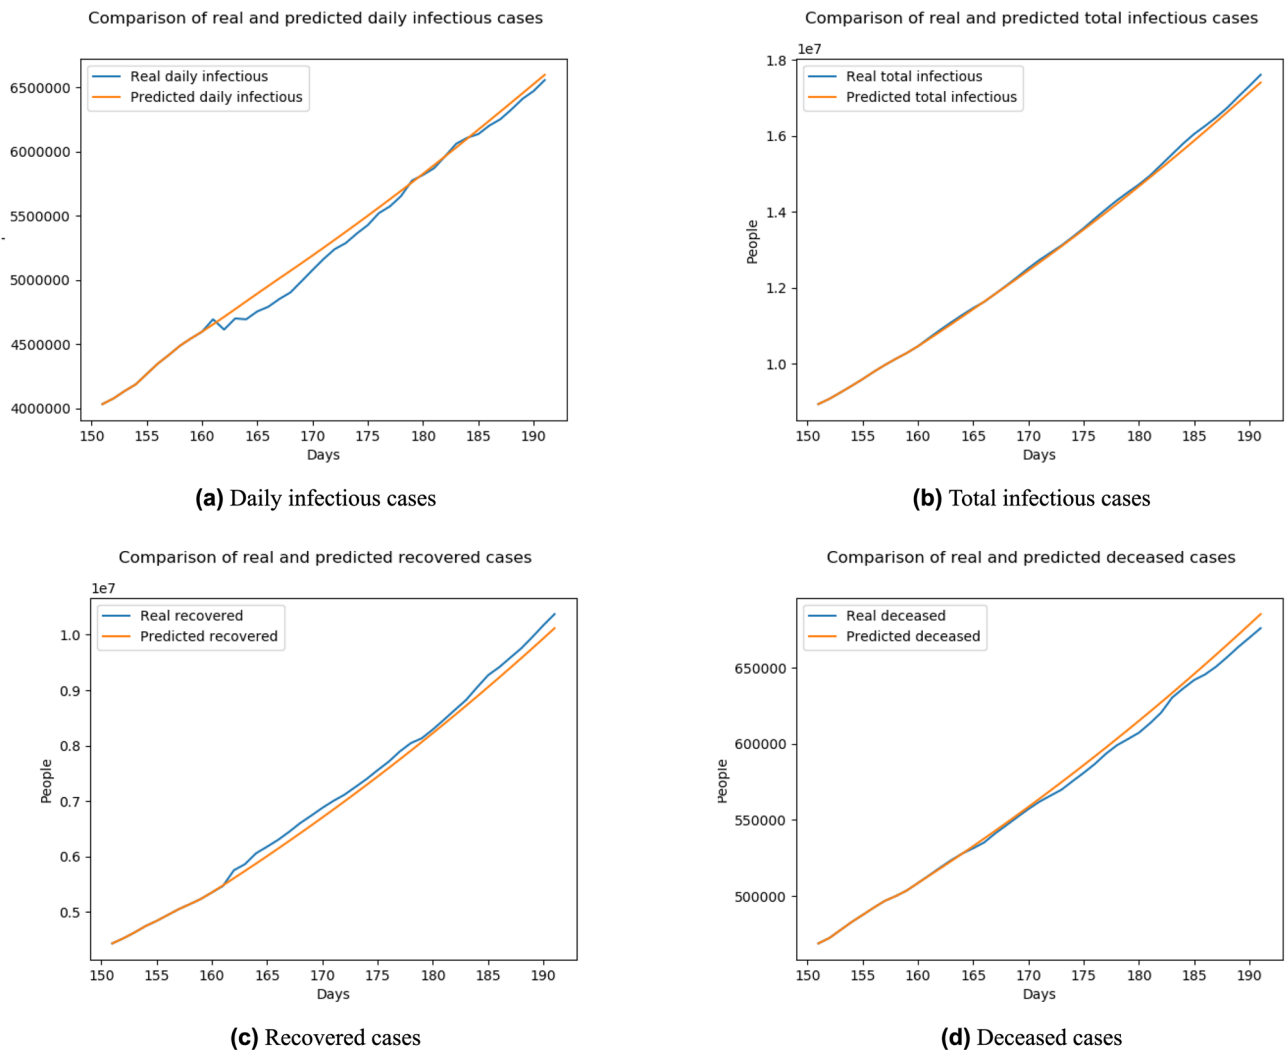 Comparison of real and predicted daily infectious cases
Real daily infectious
Predicted daily infectious
6500000
6000000
5500000
5000000
4500000
4000000
150 155 160 165 170 175 180 185 190
Days
(a) Daily infectious cases
Comparison of real and predicted total infectious cases
1e7
1.8
Real total infectious
Predicted total infectious
1.6
1.4
People
1.2
1.0
150 155 160 165 170 175 180 185 190
Days
(b) Total infectious cases
Comparison of real and predicted recovered cases
1e7
Real recovered
Predicted recovered
1.0
0.9
0.8
People
0.7
0.6
0.5
150 155 160 165 170 175 180 185 190
Days
(c) Recovered cases
Comparison of real and predicted deceased cases
Real deceased
Predicted deceased
650000
600000
People
550000
500000
150 155 160 165 170 175 180 185 190
Days
(d) Deceased cases